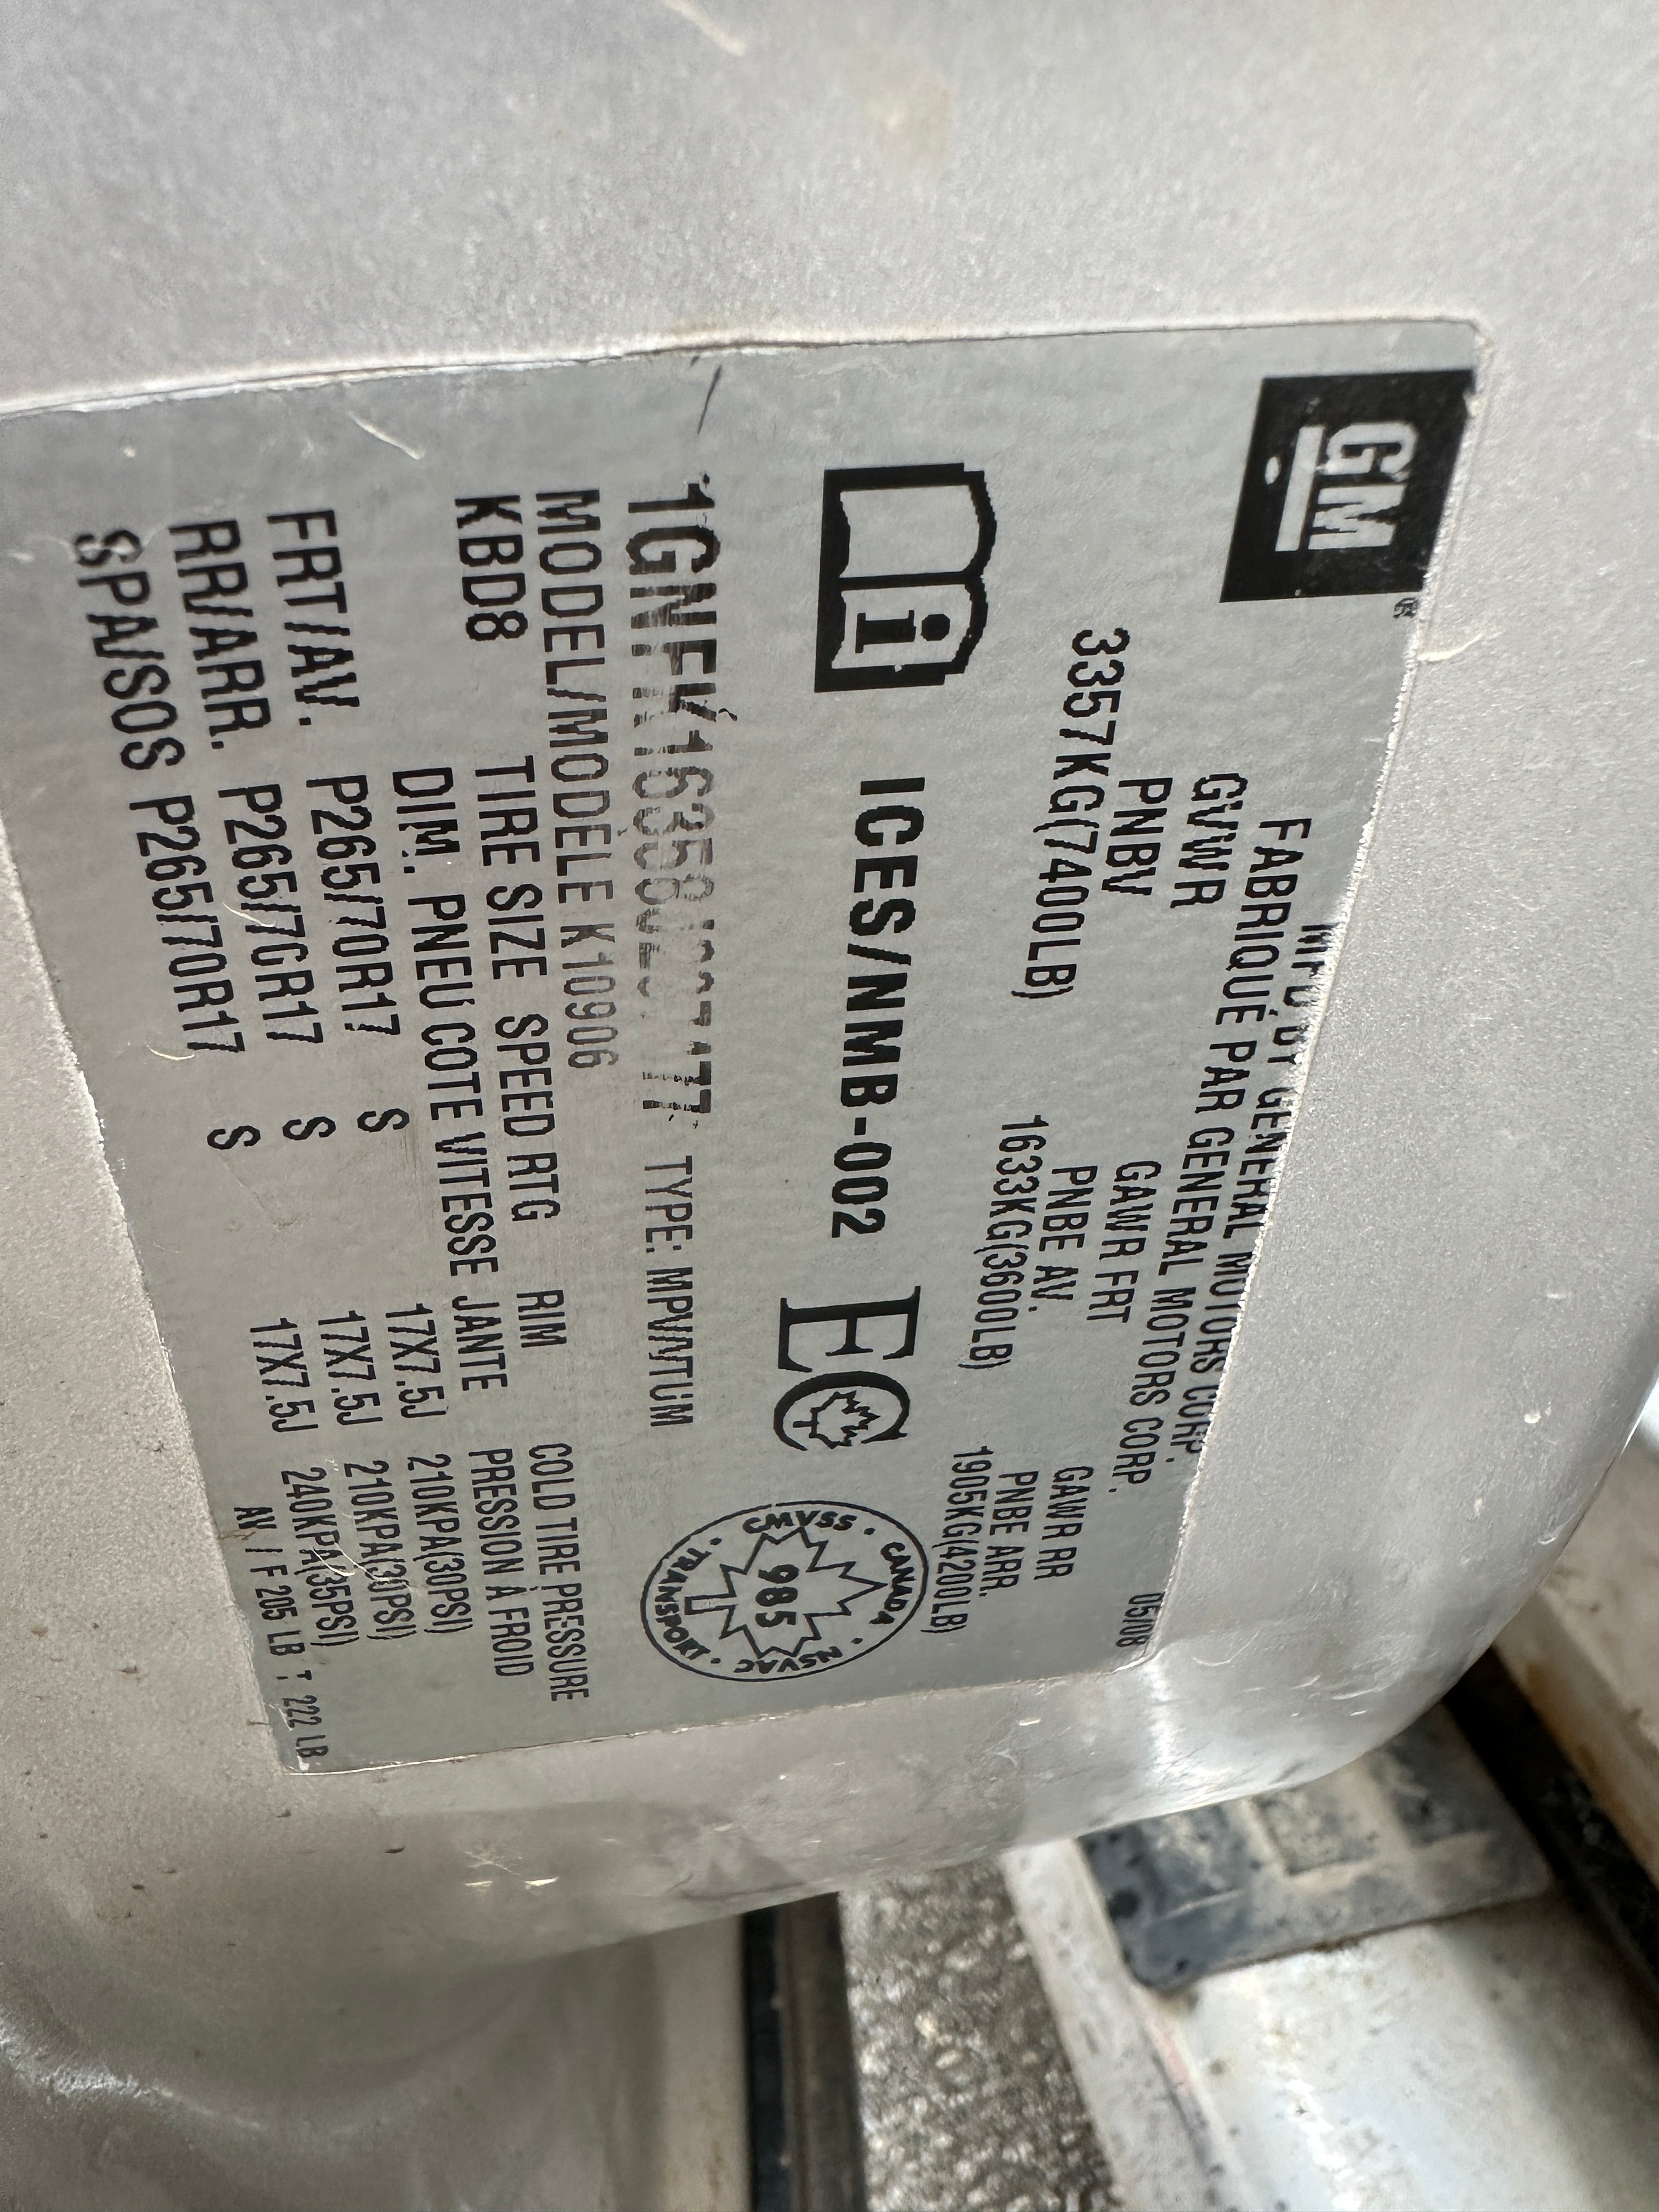 GM
05/08
MFD BY GENERAL MOTORS CORP.
FABRIQUÉ PAR GENERAL MOTORS CORP.
GVWR GAWR FRT GAWR RR
PNBV PNBE AV. PNBE ARR.
3357KG(7400LB) 1633KG(3600LB) 1905KG(4200LB)
i ICES/NMB-002 EC
CANADA · NSVAC · TRANSPORT · CMVSS ·
985
TYPE: MPV/VTUM
MODEL/MODÈLE K10906
KBD8 TIRE SIZE SPEED RTG RIM COLD TIRE PRESSURE
DIM. PNEU COTE VITESSE JANTE PRESSION À FROID
FRT/AV. P265/70R17 S 17X7.5J 210KPA(30PSI)
RR/ARR. P265/70R17 S 17X7.5J 210KPA(30PSI)
SPA/SOS P265/70R17 S 17X7.5J 240KPA(35PSI)
AV / F 205 LB T 222 LB